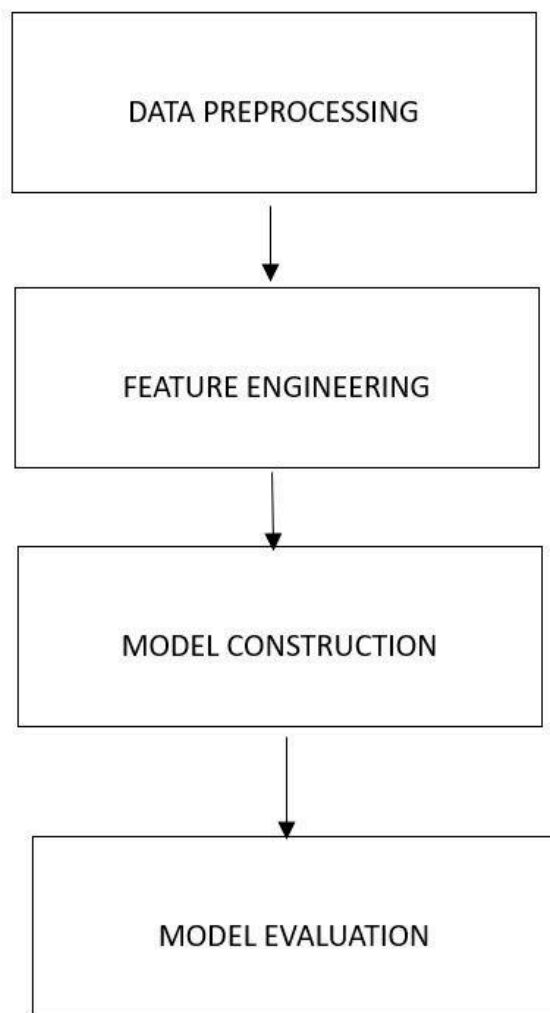 DATA PREPROCESSING
FEATURE ENGINEERING
MODEL CONSTRUCTION
MODEL EVALUATION